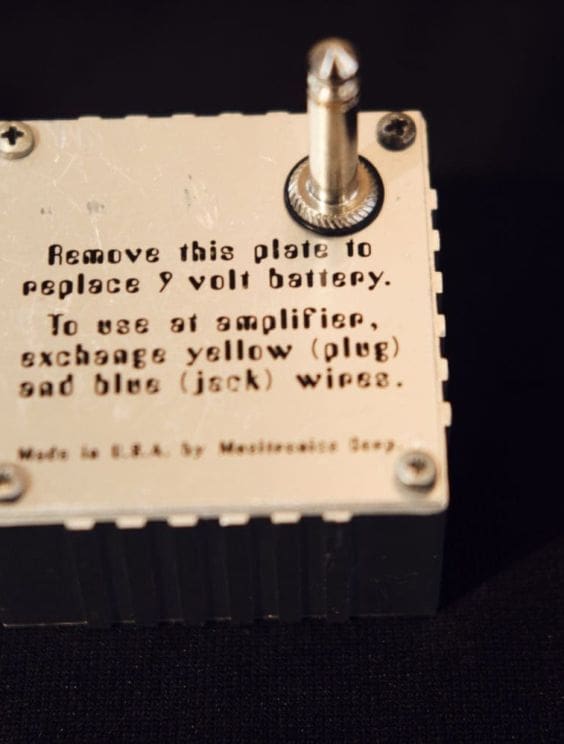 Remove this plate to
replace 9 volt battery.
To use at amplifier,
exchange yellow (plug)
and blue (jack) wires.
Made in U.S.A. by Musitronics Corp.